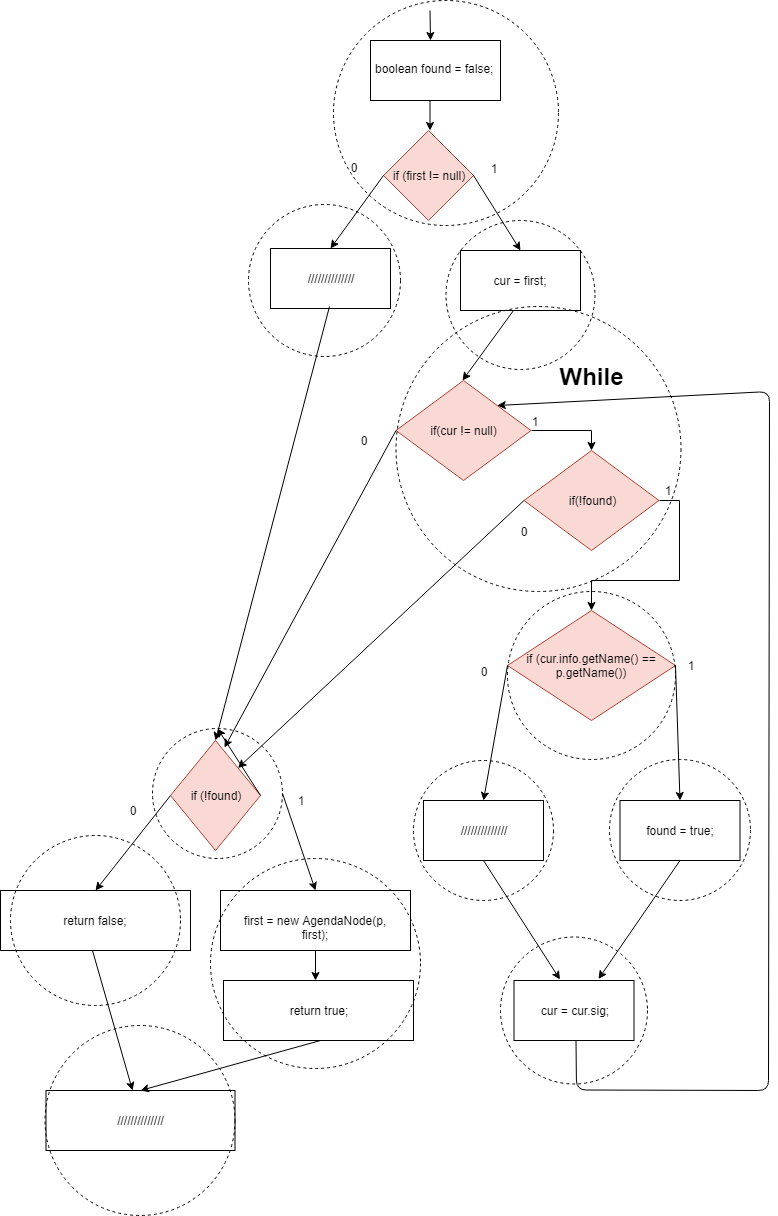 boolean found = false;
if (first != null)
0
1
//////////////
cur = first;
While
if(cur != null)
1
0
if(!found)
1
0
if (cur.info.getName() ==
p.getName())
0
1
//////////////
found = true;
if (!found)
0
1
return false;
first = new AgendaNode(p,
first);
return true;
cur = cur.sig;
//////////////